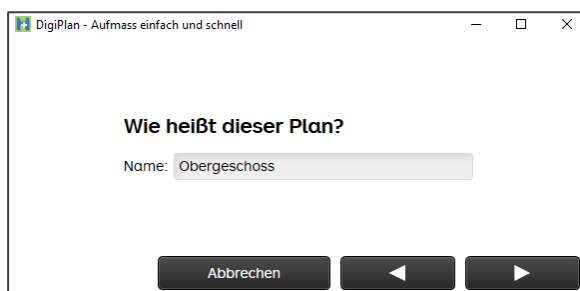 DigiPlan - Aufmass einfach und schnell
Wie heißt dieser Plan?
Name: Obergeschoss
Abbrechen